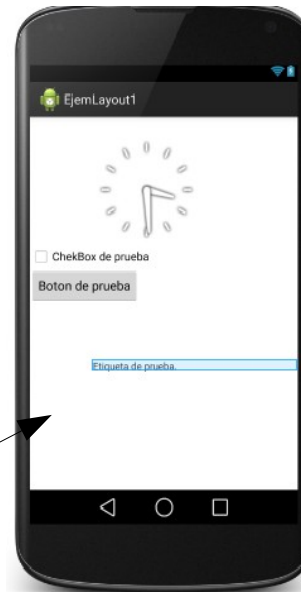 EjemLayout1
ChekBox de prueba
Boton de prueba
Etiqueta de prueba.